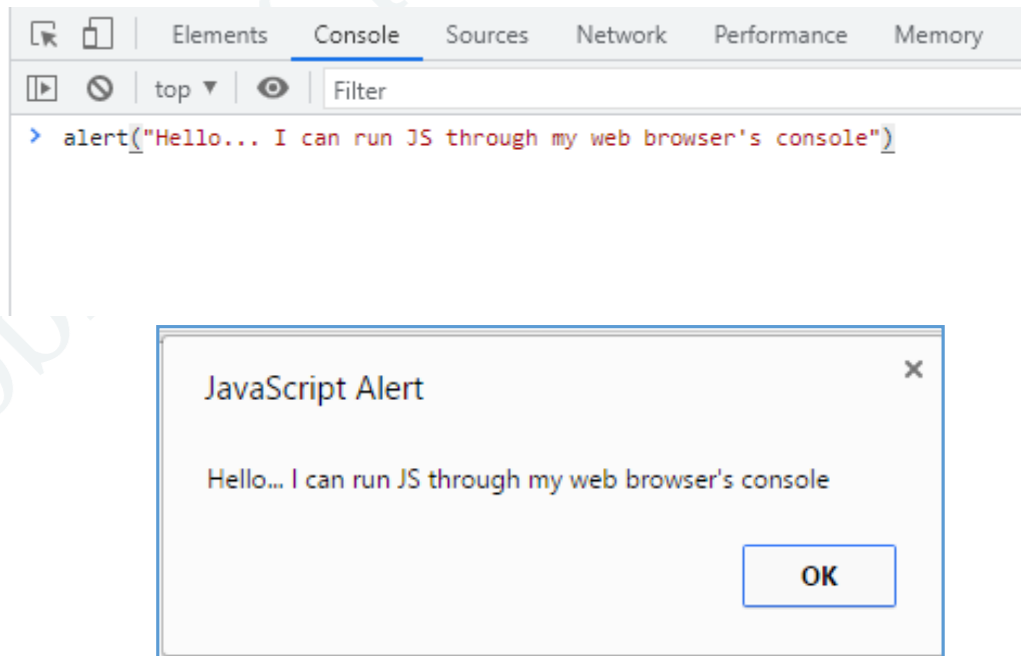 Elements Console Sources Network Performance Memory
top Filter
> alert("Hello... I can run JS through my web browser's console")
JavaScript Alert
Hello... I can run JS through my web browser's console
OK